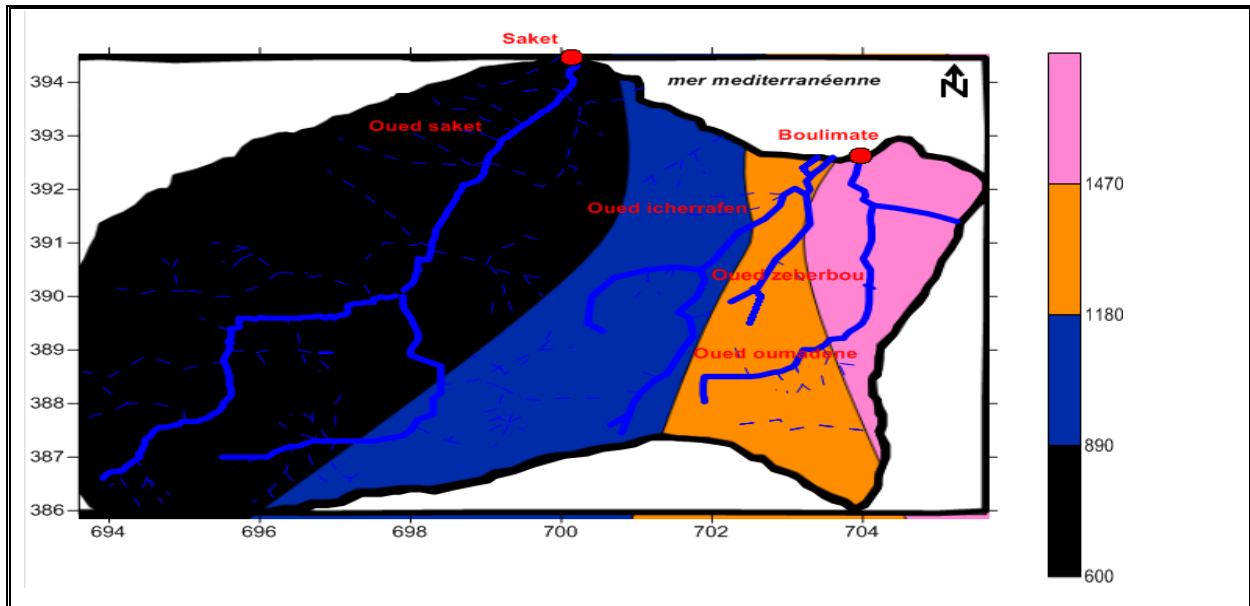 Saket
394
mer mediterranéenne
N
393
Oued saket
Boulimate
392
1470
Oued icherrafen
391
Oued zeberbou
390
1180
389
Oued oumadene
388
890
387
386
694
696
698
700
702
704
600